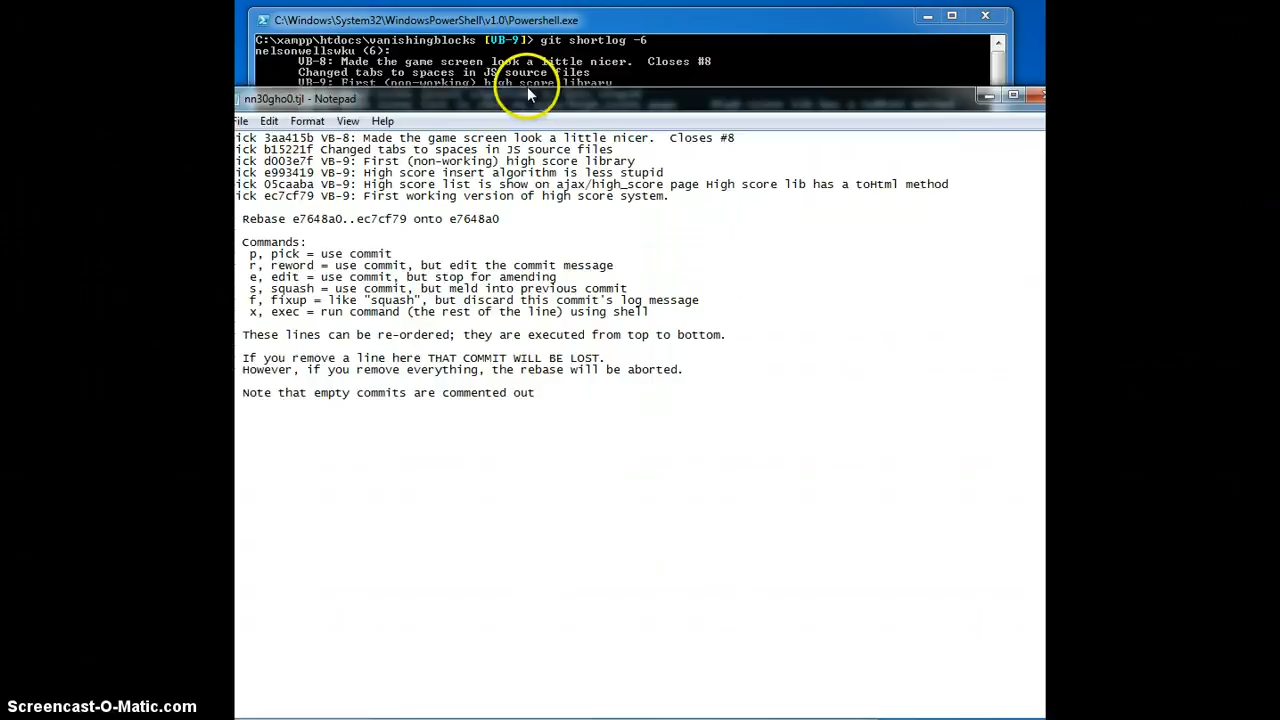 C:\Windows\System32\WindowsPowerShell\v1.0\Powershell.exe
C:\xampp\htdocs\vanishingblocks [VB-9]> git shortlog -6
nelsonwellswku (6):
VB-8: Made the game screen look a little nicer. Closes #8
Changed tabs to spaces in JS source files
VB-9: First (non-working) high score library
nn30gho0.tjl - Notepad
ile Edit Format View Help
ick 3aa415b VB-8: Made the game screen look a little nicer. Closes #8
ick b15221f Changed tabs to spaces in JS source files
ick d003e7f VB-9: First (non-working) high score library
ick e993419 VB-9: High score insert algorithm is less stupid
ick 05caaba VB-9: High score list is show on ajax/high_score page High score lib has a toHtml method
ick ec7cf79 VB-9: First working version of high score system.
Rebase e7648a0..ec7cf79 onto e7648a0
Commands:
p, pick = use commit
r, reword = use commit, but edit the commit message
e, edit = use commit, but stop for amending
s, squash = use commit, but meld into previous commit
f, fixup = like "squash", but discard this commit's log message
x, exec = run command (the rest of the line) using shell
These lines can be re-ordered; they are executed from top to bottom.
If you remove a line here THAT COMMIT WILL BE LOST.
However, if you remove everything, the rebase will be aborted.
Note that empty commits are commented out
Screencast-O-Matic.com